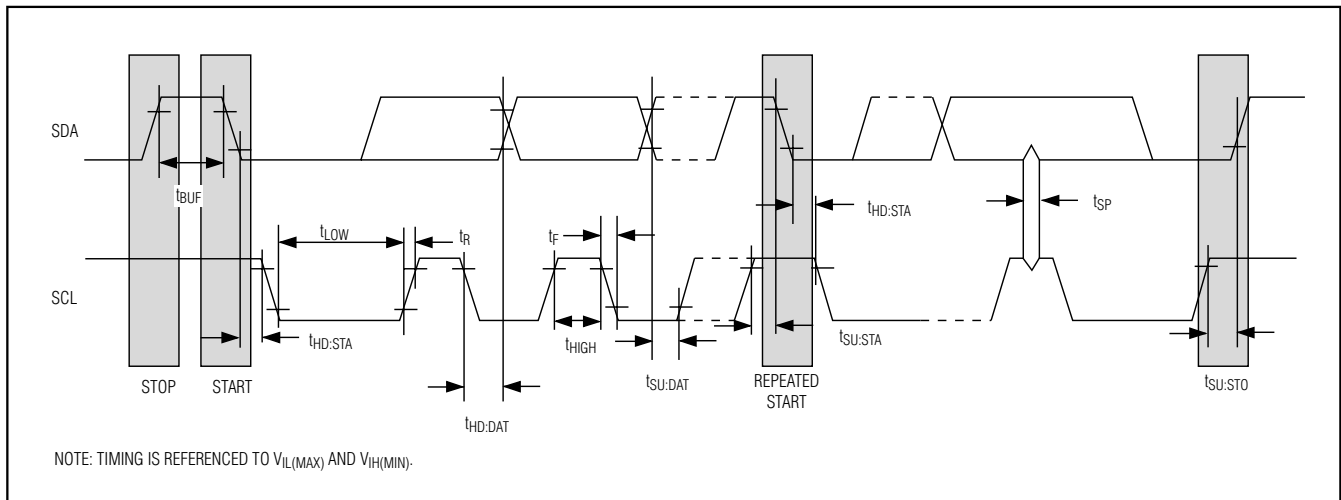 SDA
tBUF
tLOW
tR
tF
tHD:STA
tSP
SCL
tHD:STA
tHIGH
tSU:STA
tSU:DAT
tSU:STO
STOP
START
REPEATED
START
tHD:DAT
NOTE: TIMING IS REFERENCED TO VIL(MAX) AND VIH(MIN).